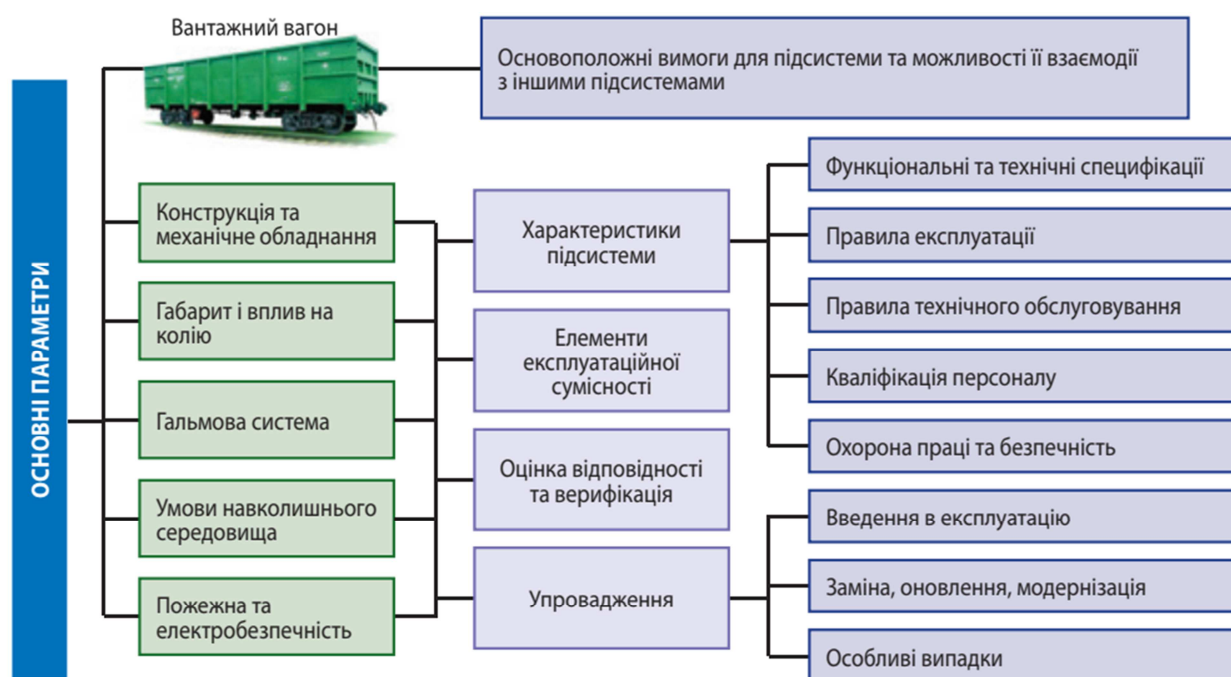 Вантажний вагон
Основоположні вимоги для підсистеми та можливості її взаємодії
з іншими підсистемами
ОСНОВНІ ПАРАМЕТРИ
Конструкція та
механічне обладнання
Габарит і вплив на
колію
Гальмова система
Умови навколишнього
середовища
Пожежна та
електробезпечність
Характеристики
підсистеми
Елементи
експлуатаційної
сумісності
Оцінка відповідності
та верифікація
Упровадження
Функціональні та технічні специфікації
Правила експлуатації
Правила технічного обслуговування
Кваліфікація персоналу
Охорона праці та безпечність
Введення в експлуатацію
Заміна, оновлення, модернізація
Особливі випадки